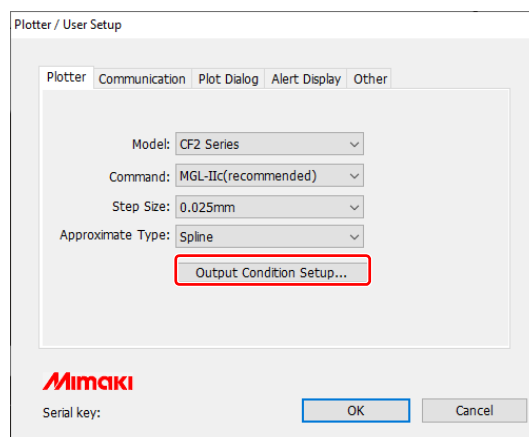 Plotter / User Setup
Plotter Communication Plot Dialog Alert Display Other
Model: CF2 Series
Command: MGL-IIc(recommended)
Step Size: 0.025mm
Approximate Type: Spline
Output Condition Setup...
Mimaki
Serial key:
OK Cancel